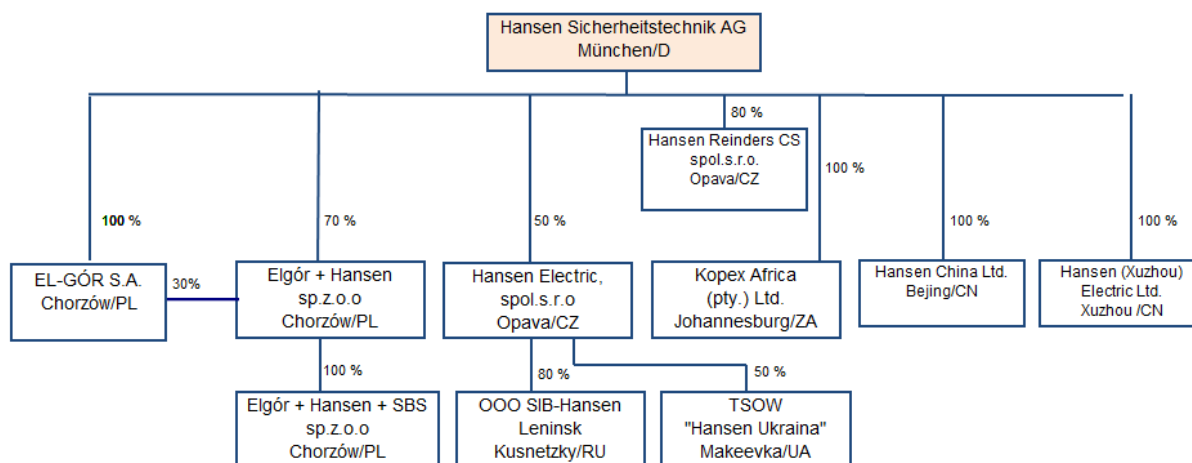 Hansen Sicherheitstechnik AG
München/D
80 %
Hansen Reinders CS
spol.s.r.o.
Opava/CZ
100 %
100 %
70 %
50 %
100 %
100 %
EL-GÓR S.A.
Chorzów/PL
30%
Elgór + Hansen
sp.z.o.o
Chorzów/PL
Hansen Electric,
spol.s.r.o
Opava/CZ
Kopex Africa
(pty.) Ltd.
Johannesburg/ZA
Hansen China Ltd.
Bejing/CN
Hansen (Xuzhou)
Electric Ltd.
Xuzhou /CN
100 %
80 %
50 %
Elgór + Hansen + SBS
sp.z.o.o
Chorzów/PL
OOO SIB-Hansen
Leninsk
Kusnetzky/RU
TSOW
"Hansen Ukraina"
Makeevka/UA